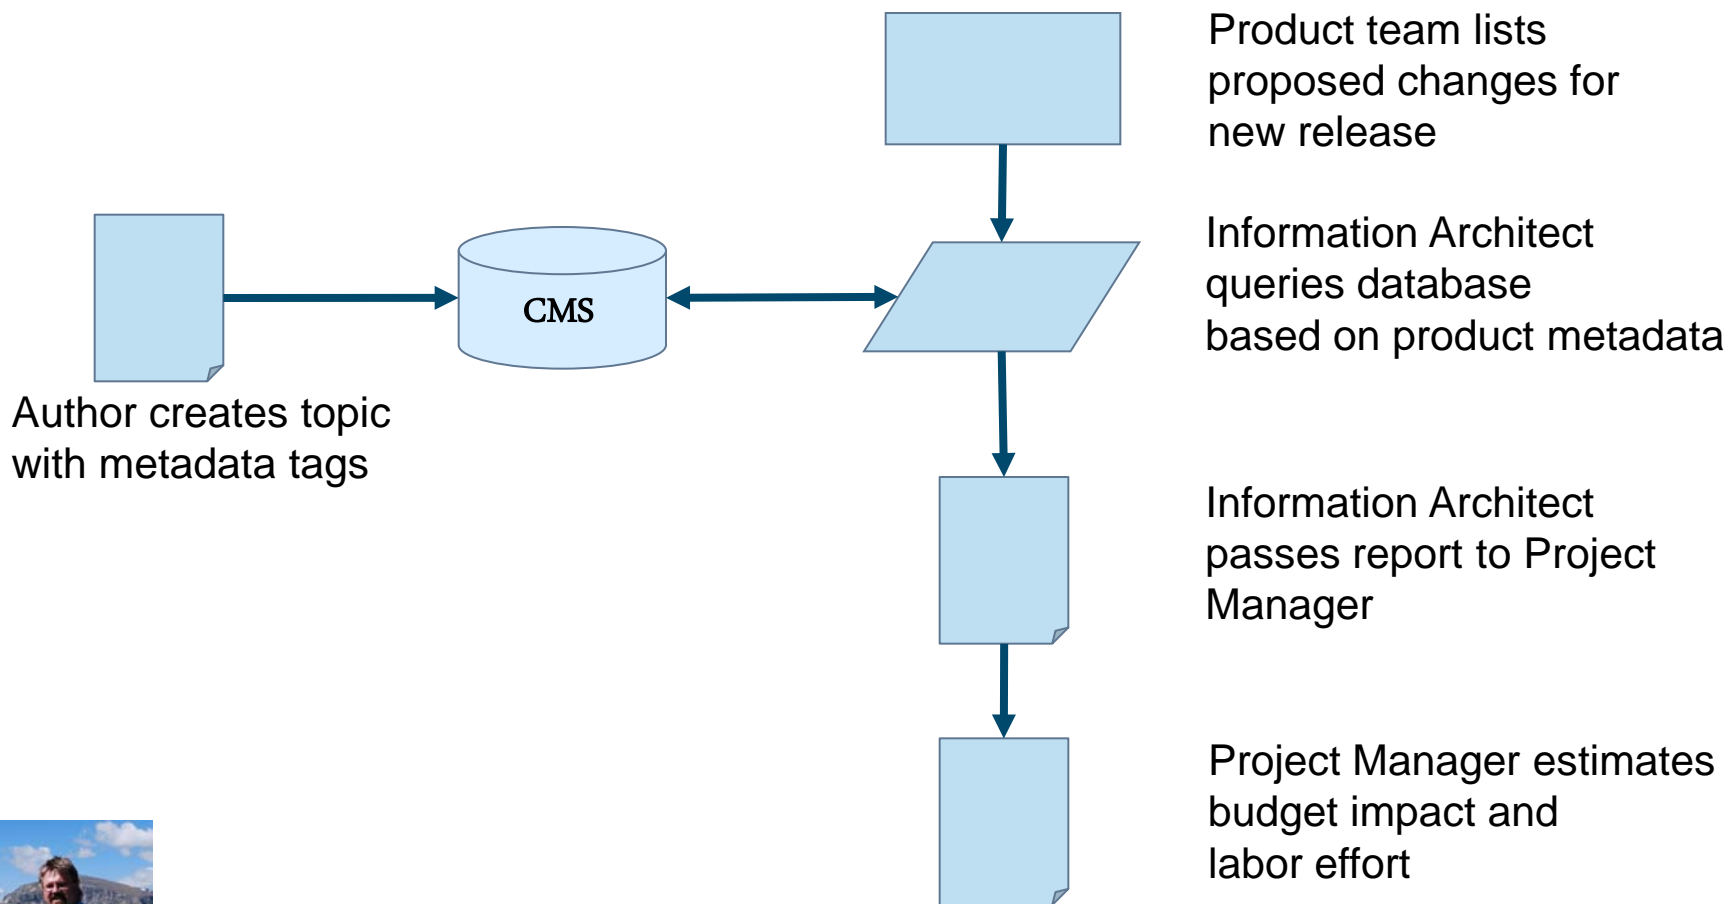 Product team lists
proposed changes for
new release
Information Architect
queries database
based on product metadata
CMS
Author creates topic
with metadata tags
Information Architect
passes report to Project
Manager
Project Manager estimates
budget impact and
labor effort